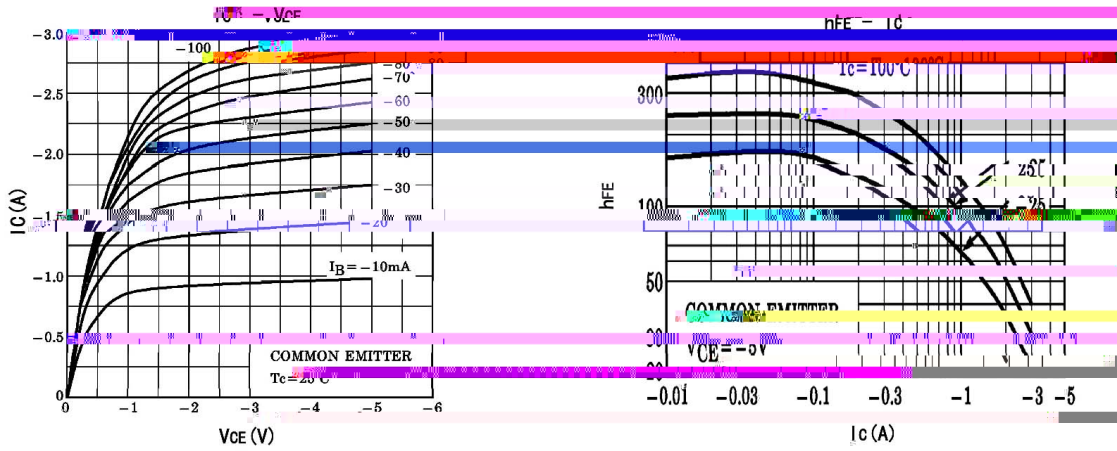 -VCE
hFE - IC
-3.0
-100
-80
-70
-60
-50
-40
-30
-20
IB=-10mA
-2.5
-2.0
-1.5
-1.0
-0.5
0
IC(A)
COMMON EMITTER
Tc=25°C
0 -1 -2 -3 -4 -5 -6
VCE(V)
Tc=100°C
300
100
50
hFE
25
-25
COMMON EMITTER
VCE=-5V
-0.01 -0.03 -0.1 -0.3 -1 -3 -5
IC(A)